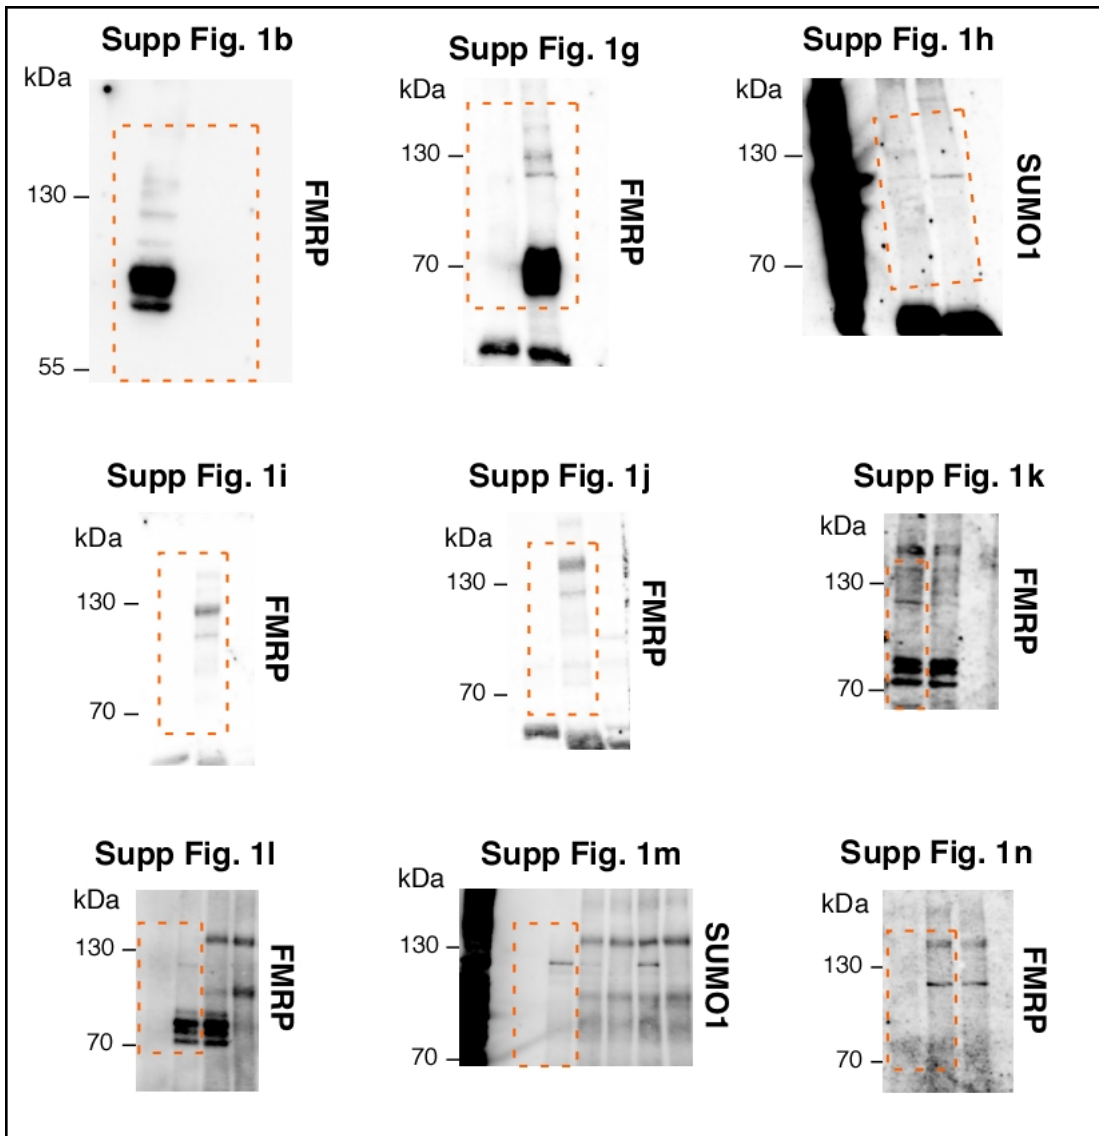 Supp Fig. 1b
kDa
130
55
FMRP
Supp Fig. 1g
kDa
130
70
FMRP
Supp Fig. 1h
kDa
130
70
SUMO1
Supp Fig. 1i
kDa
130
70
FMRP
Supp Fig. 1j
kDa
130
70
FMRP
Supp Fig. 1k
kDa
130
70
FMRP
Supp Fig. 1l
kDa
130
70
FMRP
Supp Fig. 1m
kDa
130
70
SUMO1
Supp Fig. 1n
kDa
130
70
FMRP